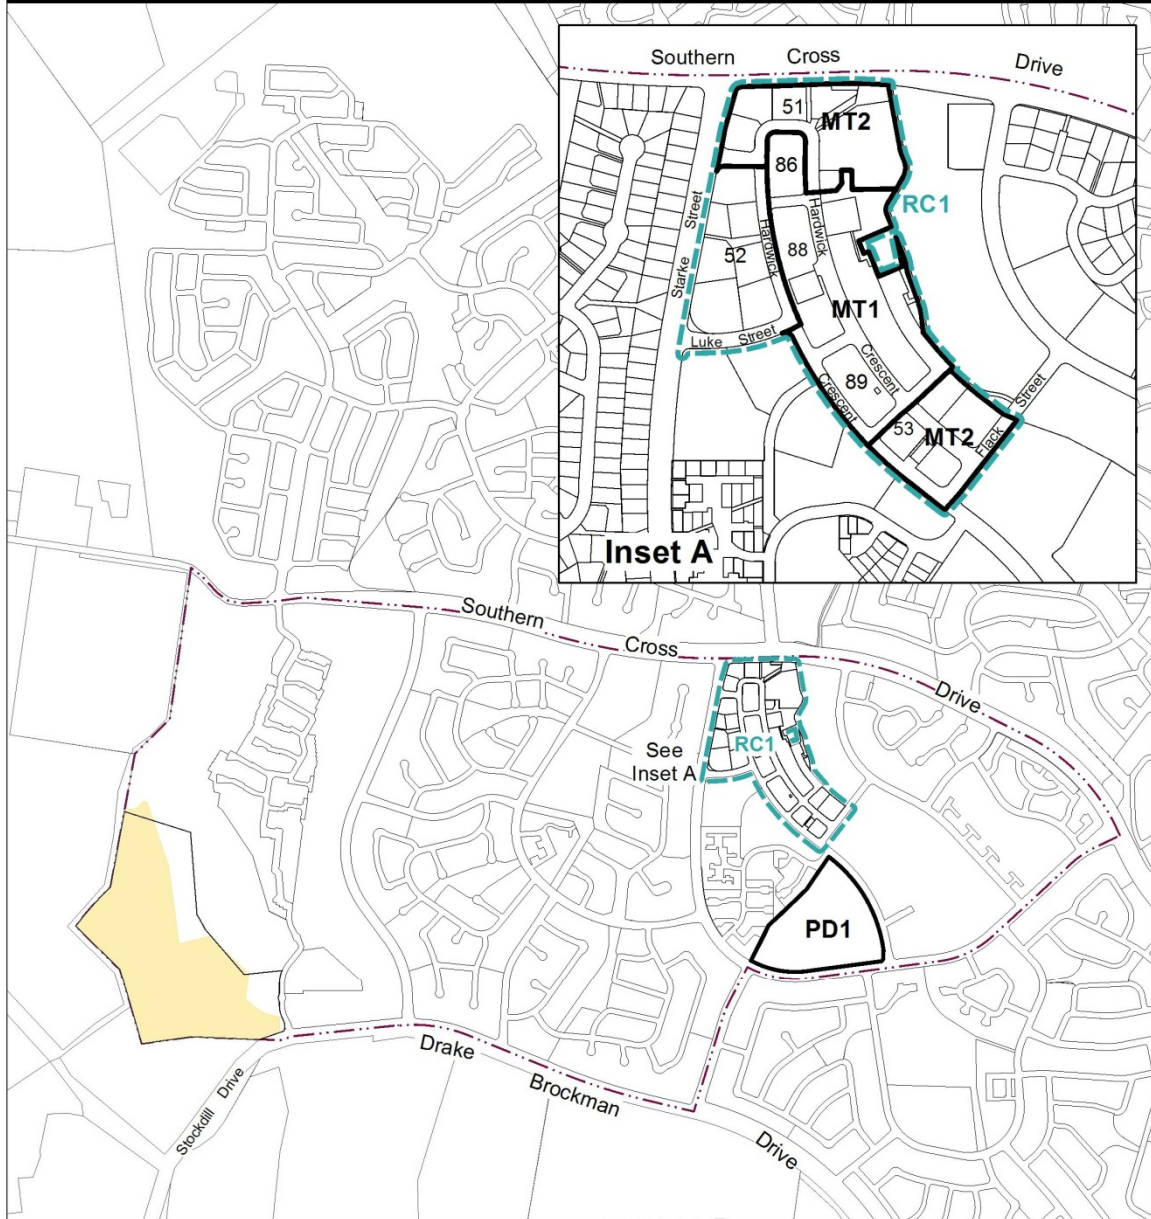 Southern Cross Drive
51
MT2
86
RC1
Starke Street
Hardwick
Hardwick
52
88
MT1
Luke Street
Crescent
Crescent
89
53
MT2
Flack Street
Inset A
Southern Cross Drive
See
Inset A
RC1
PD1
Drake Brockman Drive
Stockdill Drive